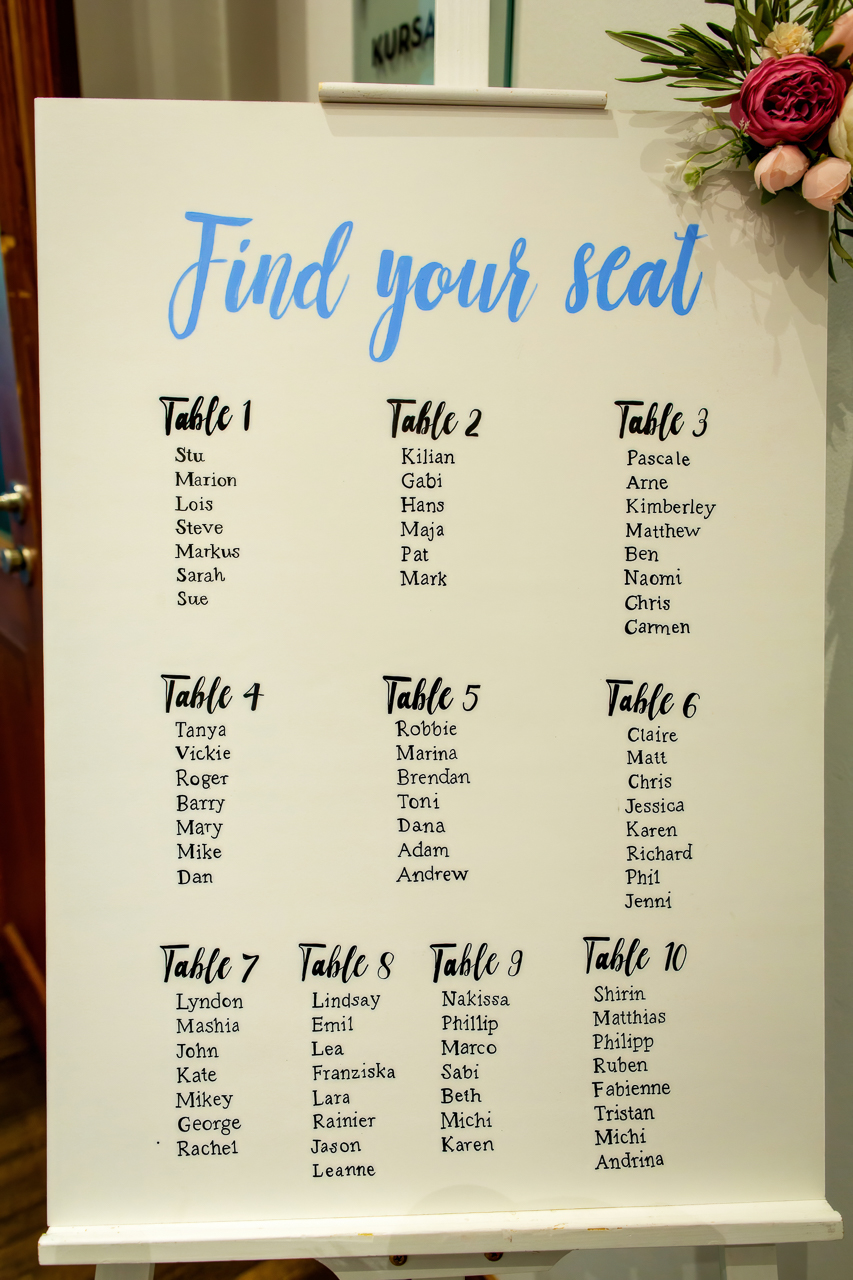 KURSA
Find your seat
Table 1
Stu
Marion
Lois
Steve
Markus
Sarah
Sue
Table 2
Kilian
Gabi
Hans
Maja
Pat
Mark
Table 3
Pascale
Arne
Kimberley
Matthew
Ben
Naomi
Chris
Carmen
Table 4
Tanya
Vickie
Roger
Barry
Mary
Mike
Dan
Table 5
Robbie
Marina
Brendan
Toni
Dana
Adam
Andrew
Table 6
Claire
Matt
Chris
Jessica
Karen
Richard
Phil
Jenni
Table 7
Lyndon
Mashia
John
Kate
Mikey
George
Rachel
Table 8
Lindsay
Emil
Lea
Franziska
Lara
Rainier
Jason
Leanne
Table 9
Nakissa
Phillip
Marco
Sabi
Beth
Michi
Karen
Table 10
Shirin
Matthias
Philipp
Ruben
Fabienne
Tristan
Michi
Andrina